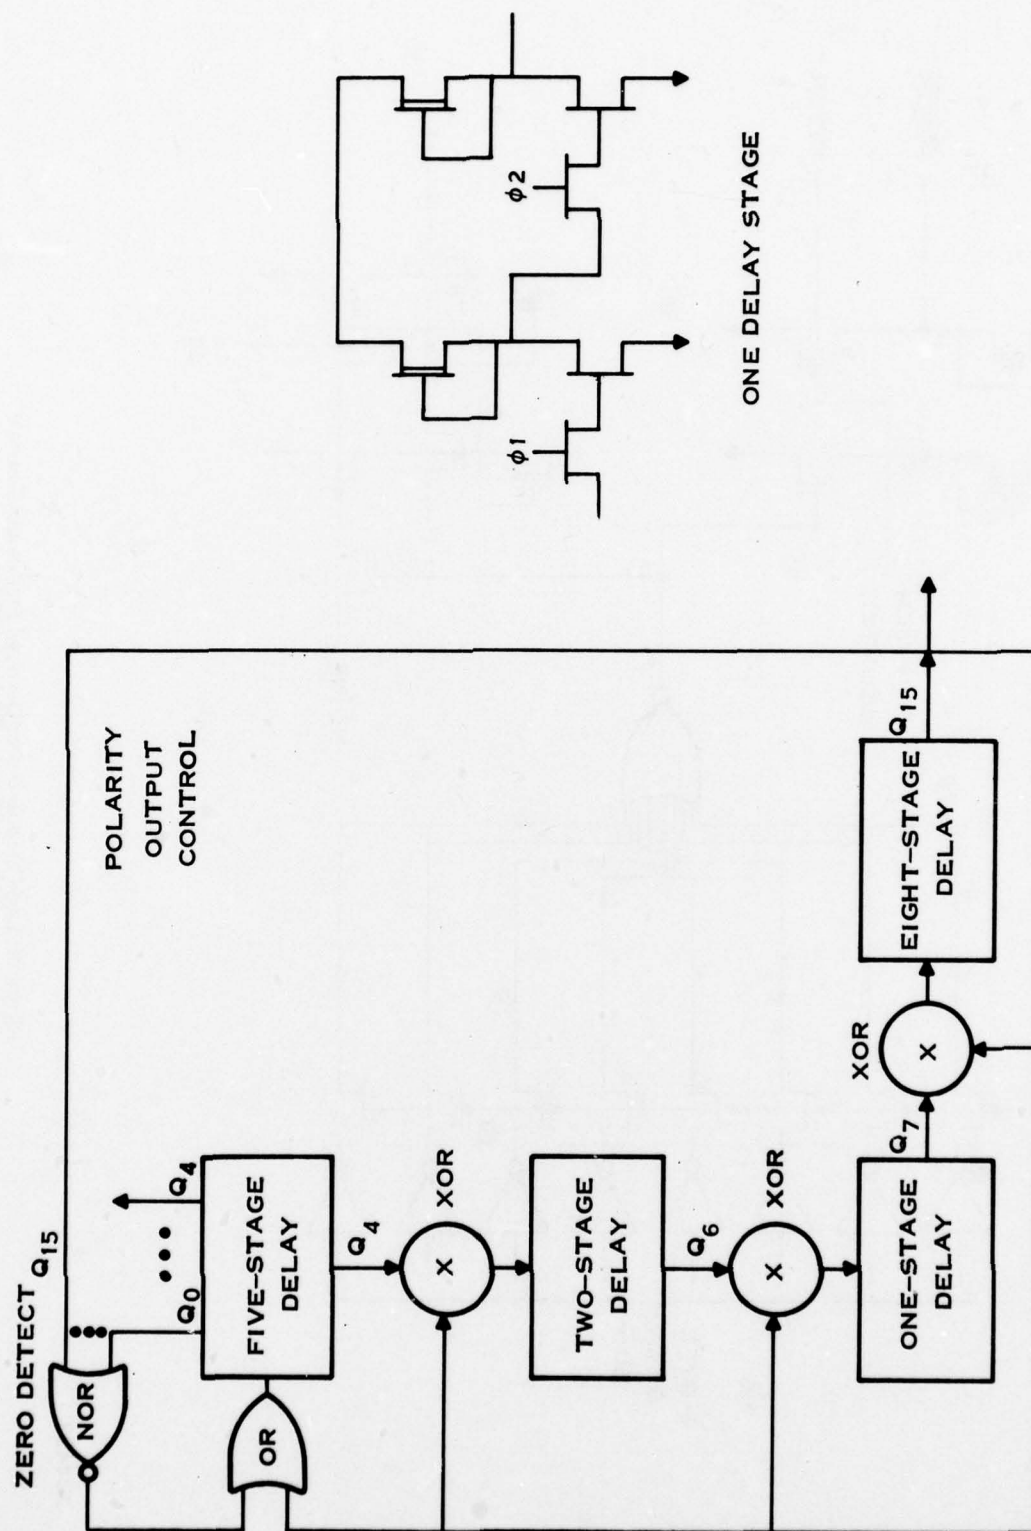 ZERO DETECT
Q15
NOR
Q0
Q4
POLARITY
OUTPUT
CONTROL
OR
FIVE-STAGE
DELAY
Q4
X
XOR
TWO-STAGE
DELAY
Q6
X
XOR
ONE-STAGE
DELAY
Q7
XOR
X
EIGHT-STAGE
DELAY
Q15
φ1
φ2
ONE DELAY STAGE